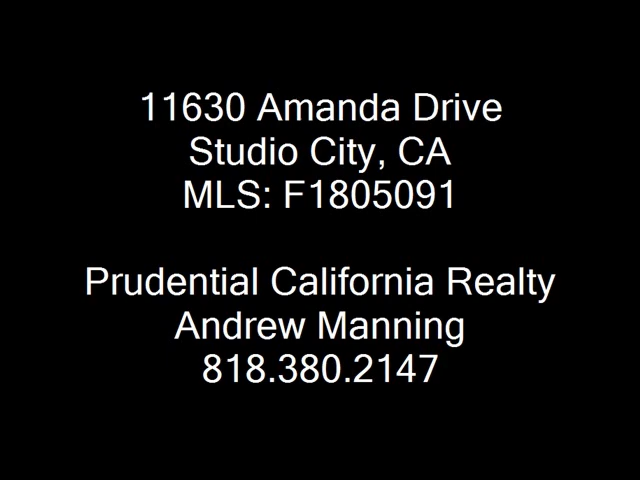 11630 Amanda Drive
Studio City, CA
MLS: F1805091
Prudential California Realty
Andrew Manning
818.380.2147